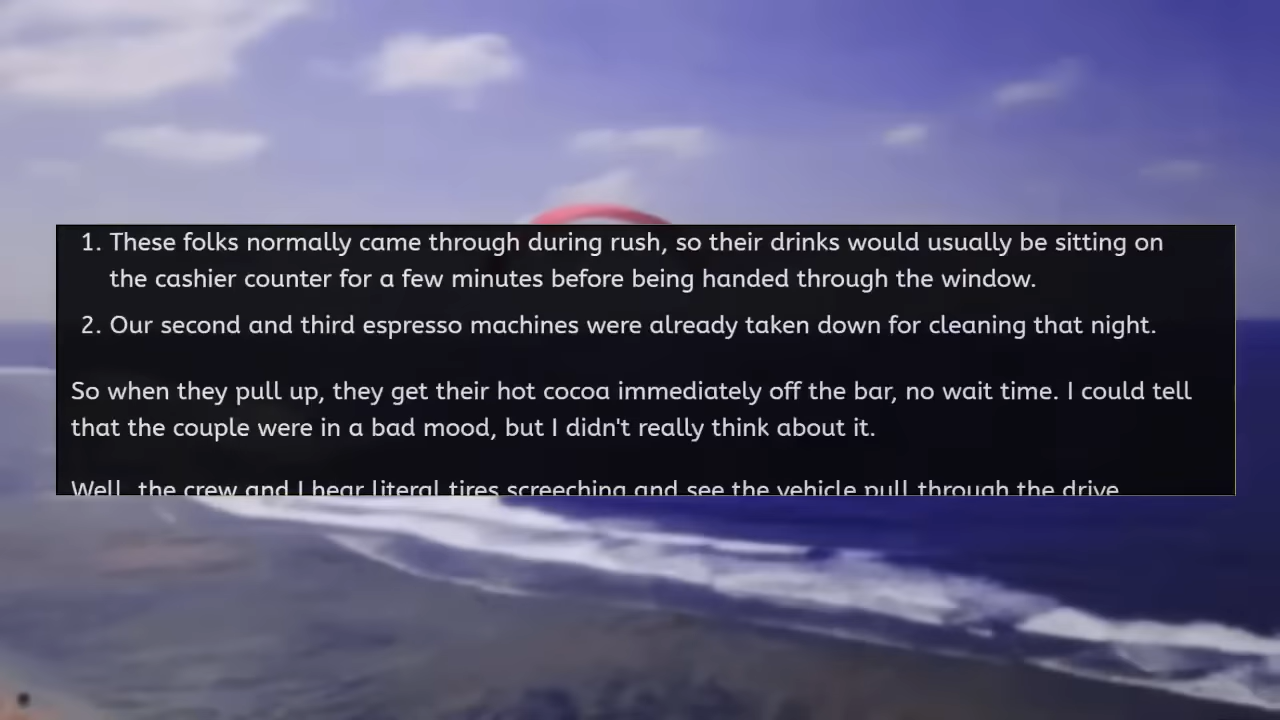 1. These folks normally came through during rush, so their drinks would usually be sitting on
the cashier counter for a few minutes before being handed through the window.
2. Our second and third espresso machines were already taken down for cleaning that night.
So when they pull up, they get their hot cocoa immediately off the bar, no wait time. I could tell
that the couple were in a bad mood, but I didn't really think about it.
Well, the crew and I hear literal tires screeching and see the vehicle pull through the drive